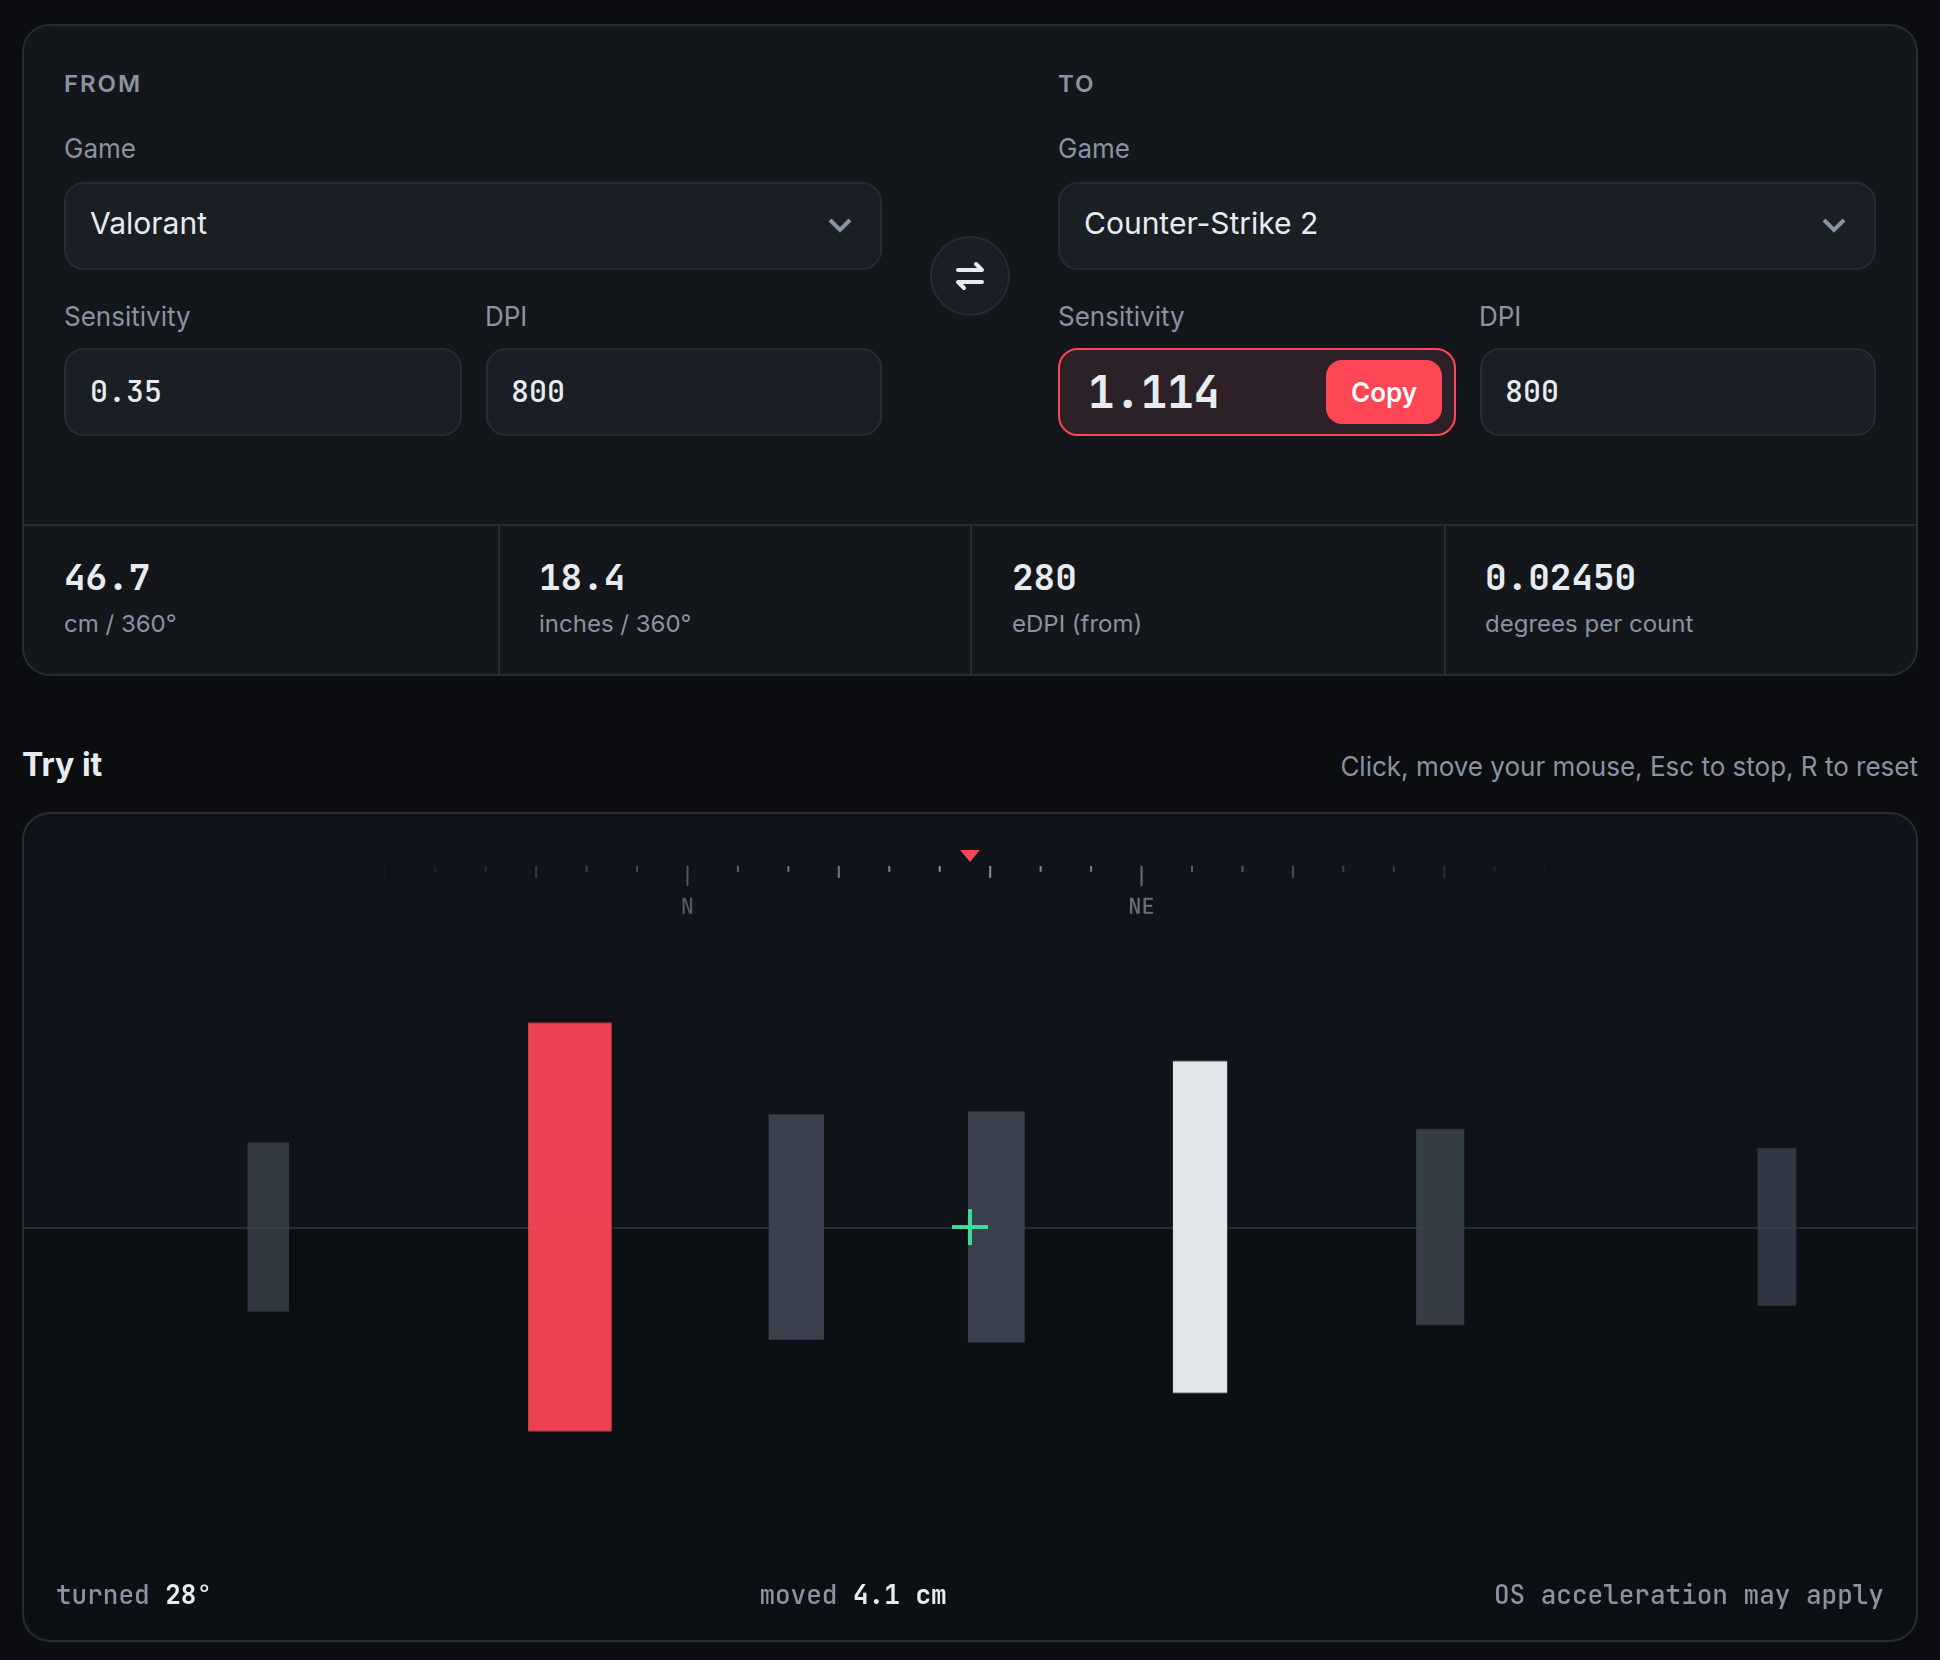 FROM
Game
Valorant
Sensitivity DPI
0.35 800
TO
Game
Counter-Strike 2
Sensitivity DPI
1.114 Copy 800
46.7
cm / 360°
18.4
inches / 360°
280
eDPI (from)
0.02450
degrees per count
Try it
Click, move your mouse, Esc to stop, R to reset
N NE
turned 28° moved 4.1 cm OS acceleration may apply